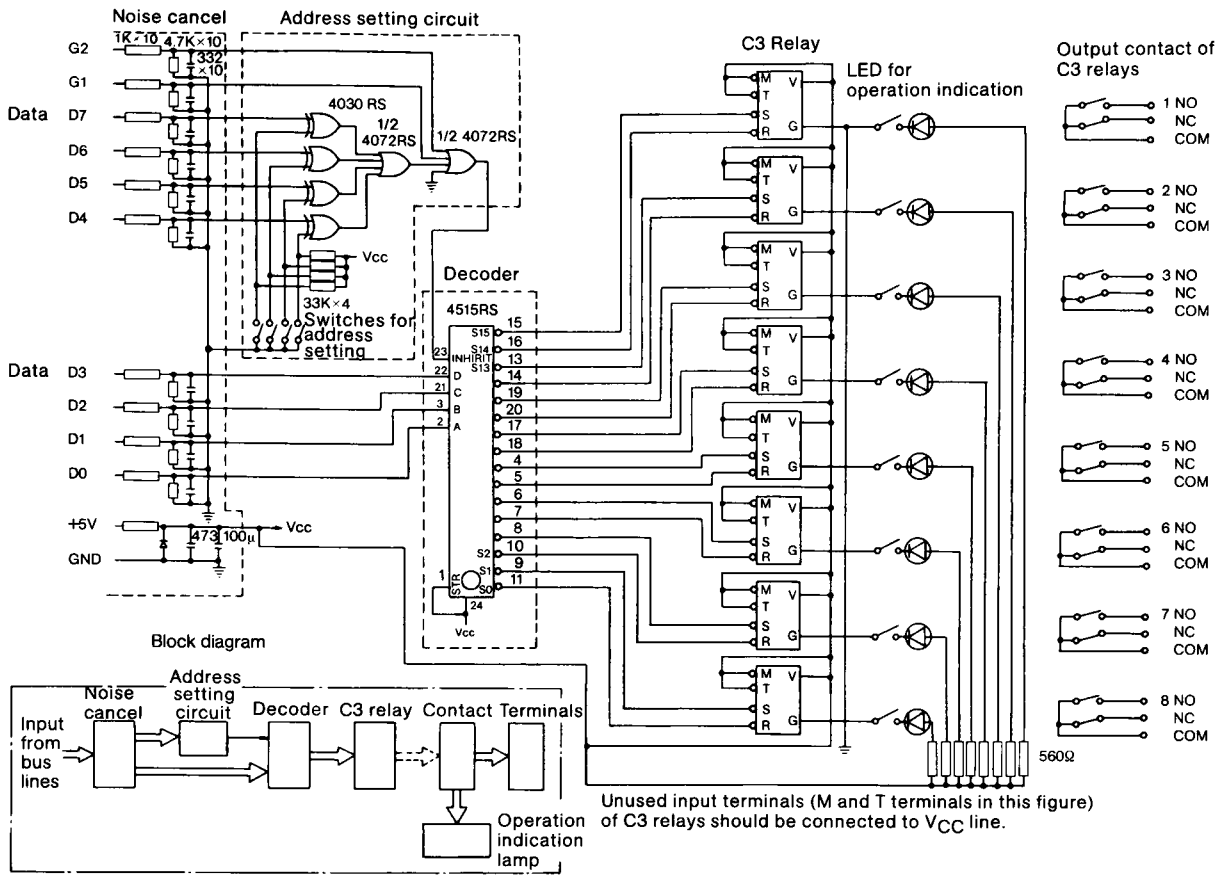 Noise cancel
Address setting circuit
1K×10 4.7K×10
332
×10
G2
G1
Data
D7
D6
D5
D4
4030 RS
1/2
4072RS
1/2 4072RS
Vcc
33K×4
Switches for
address
setting
Data
D3
D2
D1
D0
+5V
GND
473
100μ
Vcc
Decoder
4515RS
23
22
21
3
2
INHIRIT
D
C
B
A
S15
S14
S13
S2
S1
S0
15
16
13
14
19
20
17
18
4
5
6
7
8
10
9
11
1
STR
24
Vcc
C3 Relay
M V
T
S
R G
M V
T
S
R G
M V
T
S
R G
M V
T
S
R G
M V
T
S
R G
M V
T
S
R G
M V
T
S
R G
M V
T
S
R G
LED for
operation indication
560Ω
Output contact of
C3 relays
1 NO
NC
COM
2 NO
NC
COM
3 NO
NC
COM
4 NO
NC
COM
5 NO
NC
COM
6 NO
NC
COM
7 NO
NC
COM
8 NO
NC
COM
Unused input terminals (M and T terminals in this figure)
of C3 relays should be connected to VCC line.
Block diagram
Input
from
bus
lines
Noise
cancel
Address
setting
circuit
Decoder
C3 relay
Contact
Terminals
Operation
indication
lamp